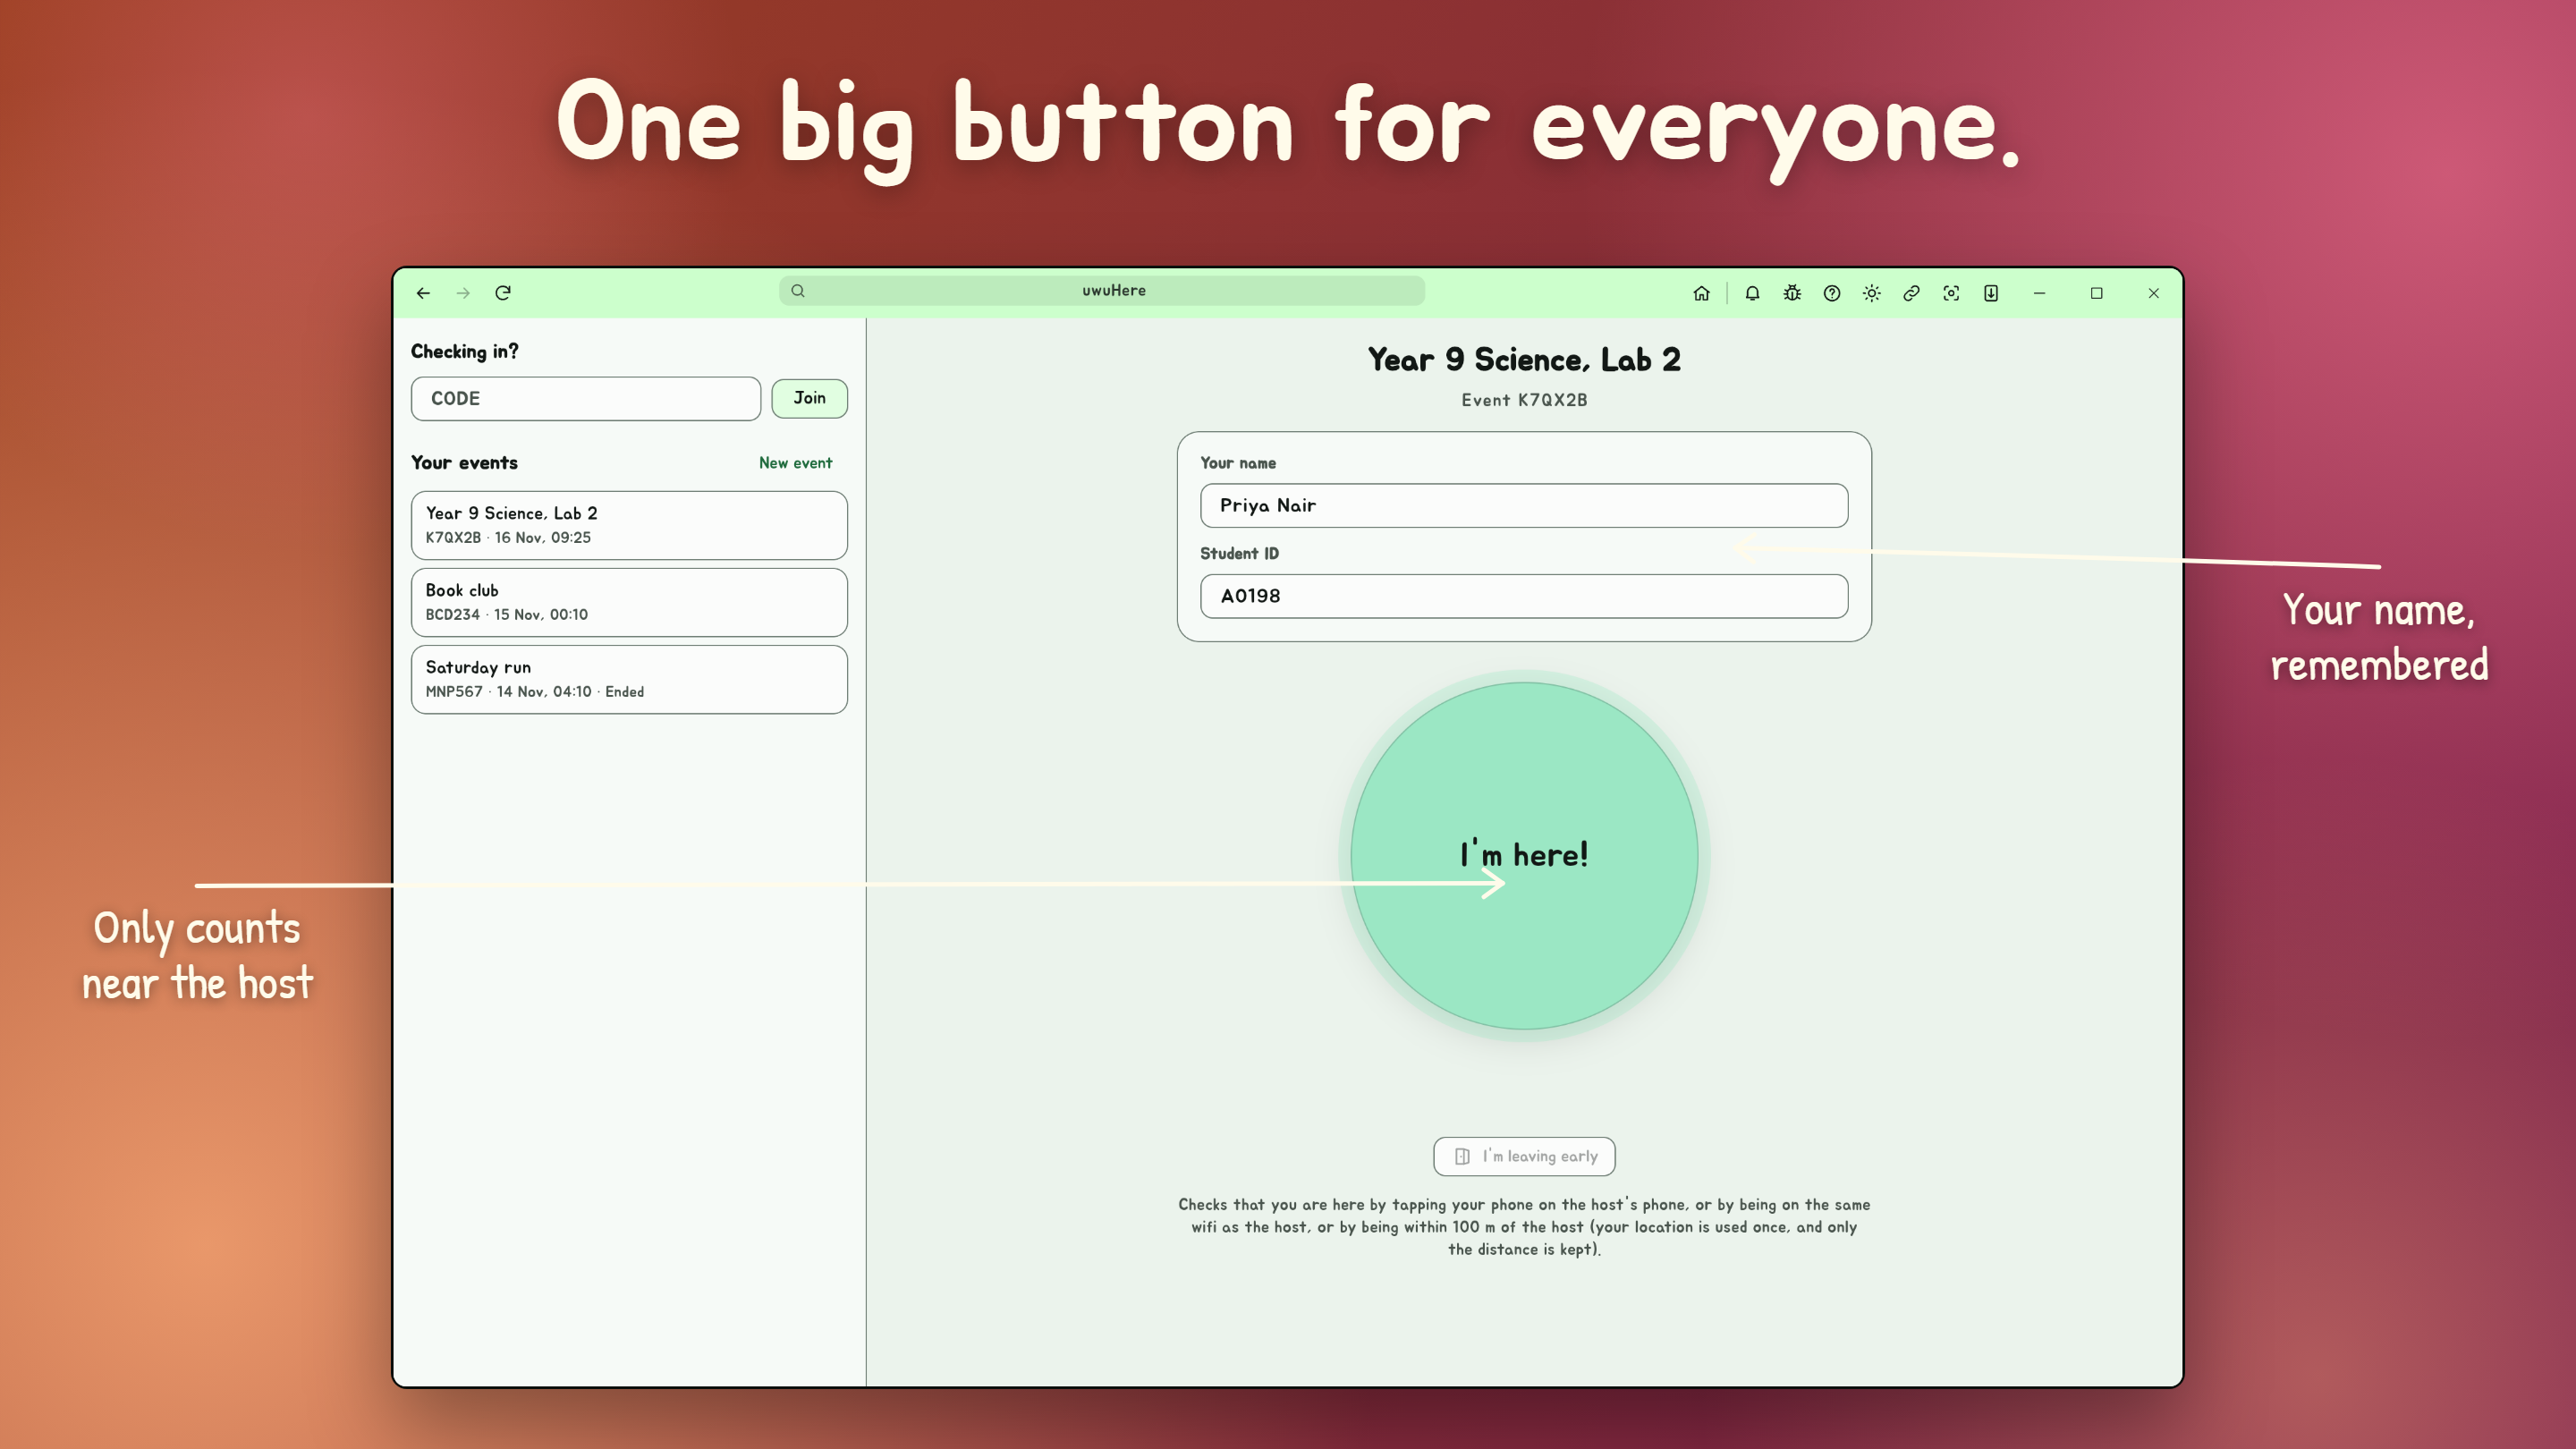 One big button for everyone.
uwuHere
Checking in?
CODE
Join
Your events
New event
Year 9 Science, Lab 2
K7QX2B · 16 Nov, 09:25
Book club
BCD234 · 15 Nov, 00:10
Saturday run
MNP567 · 14 Nov, 04:10 · Ended
Year 9 Science, Lab 2
Event K7QX2B
Your name
Priya Nair
Student ID
A0198
I'm here!
I'm leaving early
Checks that you are here by tapping your phone on the host's phone, or by being on the same
wifi as the host, or by being within 100 m of the host (your location is used once, and only
the distance is kept).
Only counts
near the host
Your name,
remembered